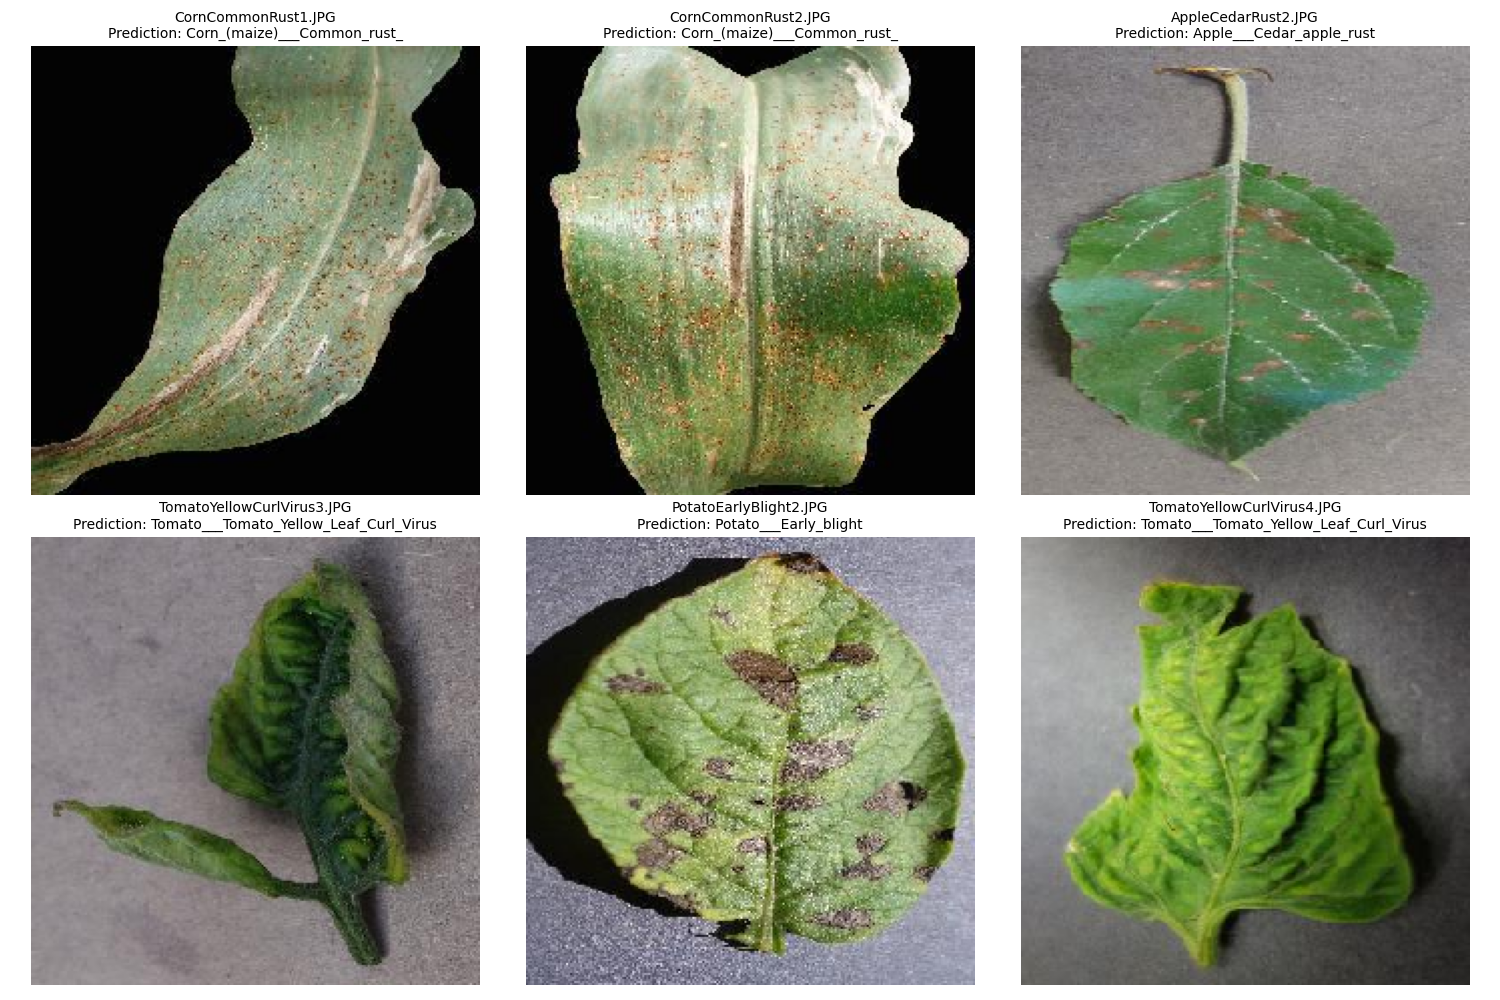 CornCommonRust1.JPG
Prediction: Corn_(maize)___Common_rust_
CornCommonRust2.JPG
Prediction: Corn_(maize)___Common_rust_
AppleCedarRust2.JPG
Prediction: Apple___Cedar_apple_rust
TomatoYellowCurlVirus3.JPG
Prediction: Tomato___Tomato_Yellow_Leaf_Curl_Virus
PotatoEarlyBlight2.JPG
Prediction: Potato___Early_blight
TomatoYellowCurlVirus4.JPG
Prediction: Tomato___Tomato_Yellow_Leaf_Curl_Virus